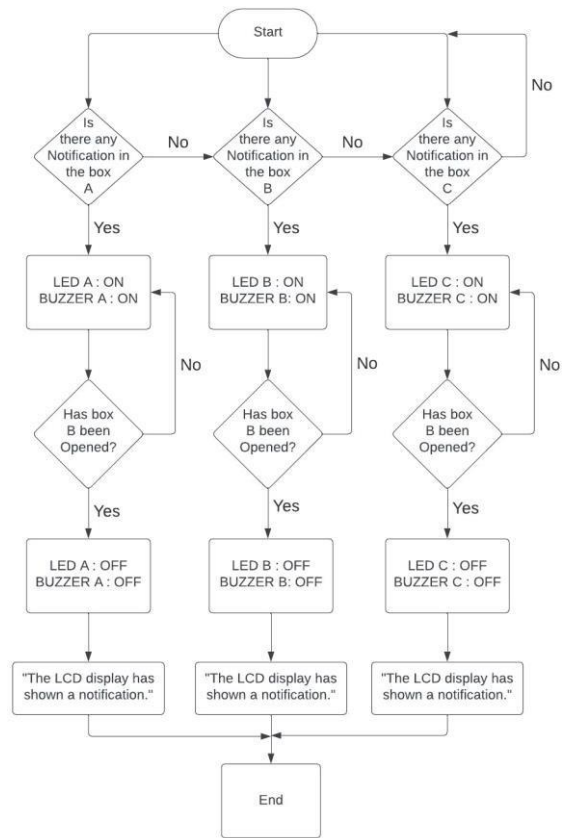 Start
No
Is
there any
Notification in
the box
A
No
Is
there any
Notification in
the box
B
No
Is
there any
Notification in
the box
C
Yes
Yes
Yes
LED A : ON
BUZZER A : ON
LED B : ON
BUZZER B: ON
LED C : ON
BUZZER C : ON
No
No
No
Has box
B been
Opened?
Has box
B been
Opened?
Has box
B been
Opened?
Yes
Yes
Yes
LED A : OFF
BUZZER A : OFF
LED B : OFF
BUZZER B: OFF
LED C : OFF
BUZZER C : OFF
"The LCD display has
shown a notification."
"The LCD display has
shown a notification."
"The LCD display has
shown a notification."
End